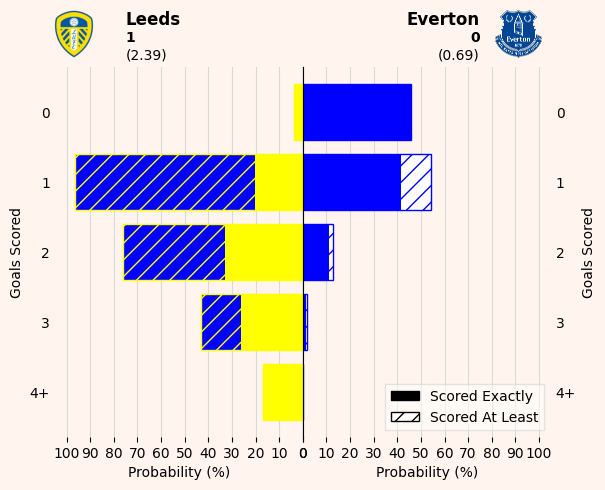 Leeds
1
(2.39)
Everton
0
(0.69)
Everton
Goals Scored
0
1
2
3
4+
0
1
2
3
4+
Goals Scored
Scored Exactly
Scored At Least
100 90 80 70 60 50 40 30 20 10 0
0 10 20 30 40 50 60 70 80 90 100
Probability (%)
Probability (%)